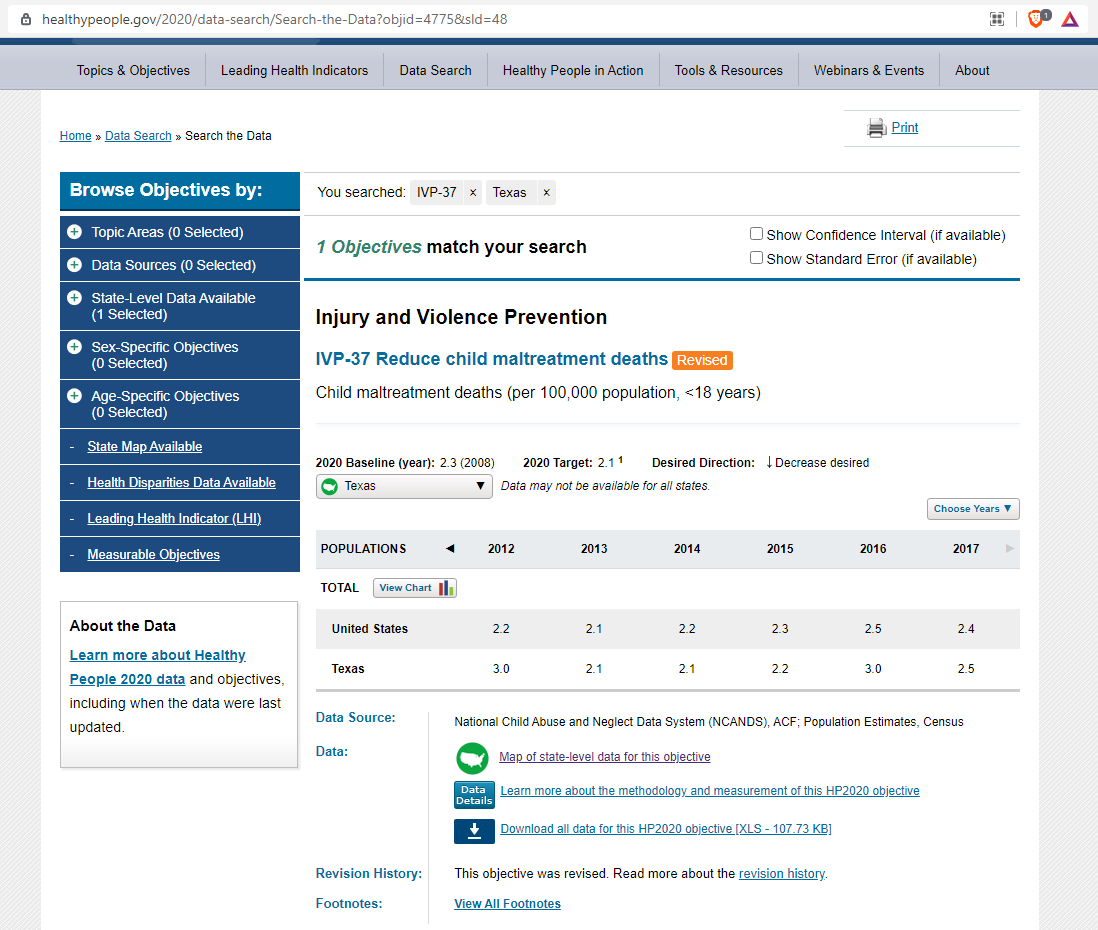 healthypeople.gov/2020/data-search/Search-the-Data?objid=4775&sld=48
1
Topics & Objectives Leading Health Indicators Data Search Healthy People in Action Tools & Resources Webinars & Events About
Home » Data Search » Search the Data
Print
Browse Objectives by:
Topic Areas (0 Selected)
Data Sources (0 Selected)
State-Level Data Available
(1 Selected)
Sex-Specific Objectives
(0 Selected)
Age-Specific Objectives
(0 Selected)
- State Map Available
- Health Disparities Data Available
- Leading Health Indicator (LHI)
- Measurable Objectives
About the Data
Learn more about Healthy
People 2020 data and objectives,
including when the data were last
updated.
You searched: IVP-37 × Texas ×
1 Objectives match your search
Show Confidence Interval (if available)
Show Standard Error (if available)
Injury and Violence Prevention
IVP-37 Reduce child maltreatment deaths Revised
Child maltreatment deaths (per 100,000 population, <18 years)
2020 Baseline (year): 2.3 (2008) 2020 Target: 2.1 1 Desired Direction: ↓Decrease desired
Texas ▼ Data may not be available for all states.
Choose Years ▼
POPULATIONS ◀ 2012 2013 2014 2015 2016 2017 ▶
TOTAL View Chart
United States 2.2 2.1 2.2 2.3 2.5 2.4
Texas 3.0 2.1 2.1 2.2 3.0 2.5
Data Source: National Child Abuse and Neglect Data System (NCANDS), ACF; Population Estimates, Census
Data: Map of state-level data for this objective
Data
Details Learn more about the methodology and measurement of this HP2020 objective
Download all data for this HP2020 objective [XLS - 107.73 KB]
Revision History: This objective was revised. Read more about the revision history.
Footnotes: View All Footnotes